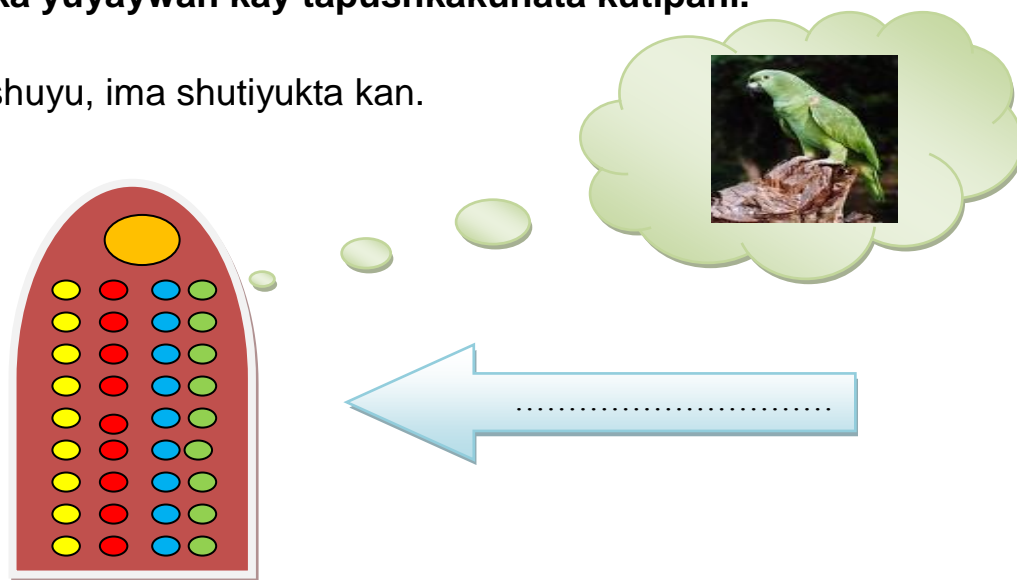 yuyaywan kay tapushkakunata kutipani.
shuyu, ima shutiyukta kan.
..............................